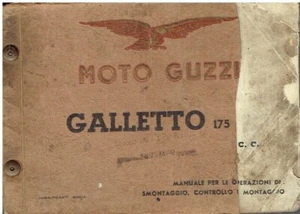 MOTO GUZZI
GALLETTO 175
C. C.
MANUALE PER LE OPERAZIONI DI
SMONTAGGIO, CONTROLLO E MONTAGGIO